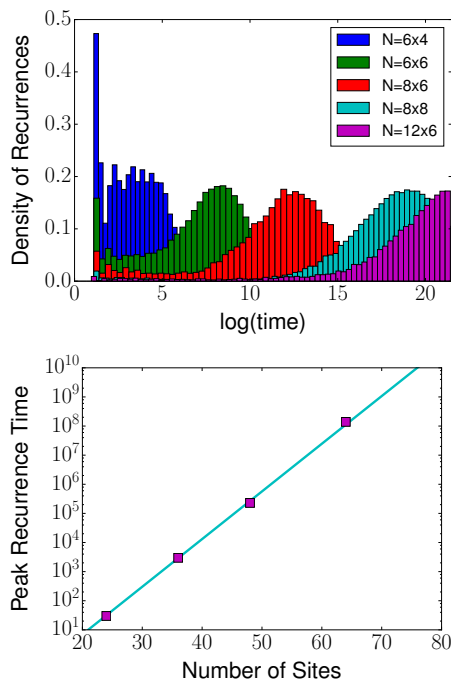 0.5
0.4
0.3
0.2
0.1
0.0
Density of Recurrences
N=6x4
N=6x6
N=8x6
N=8x8
N=12x6
0 5 10 15 20
log(time)
10^10
10^9
10^8
10^7
10^6
10^5
10^4
10^3
10^2
10^1
Peak Recurrence Time
20 30 40 50 60 70 80
Number of Sites